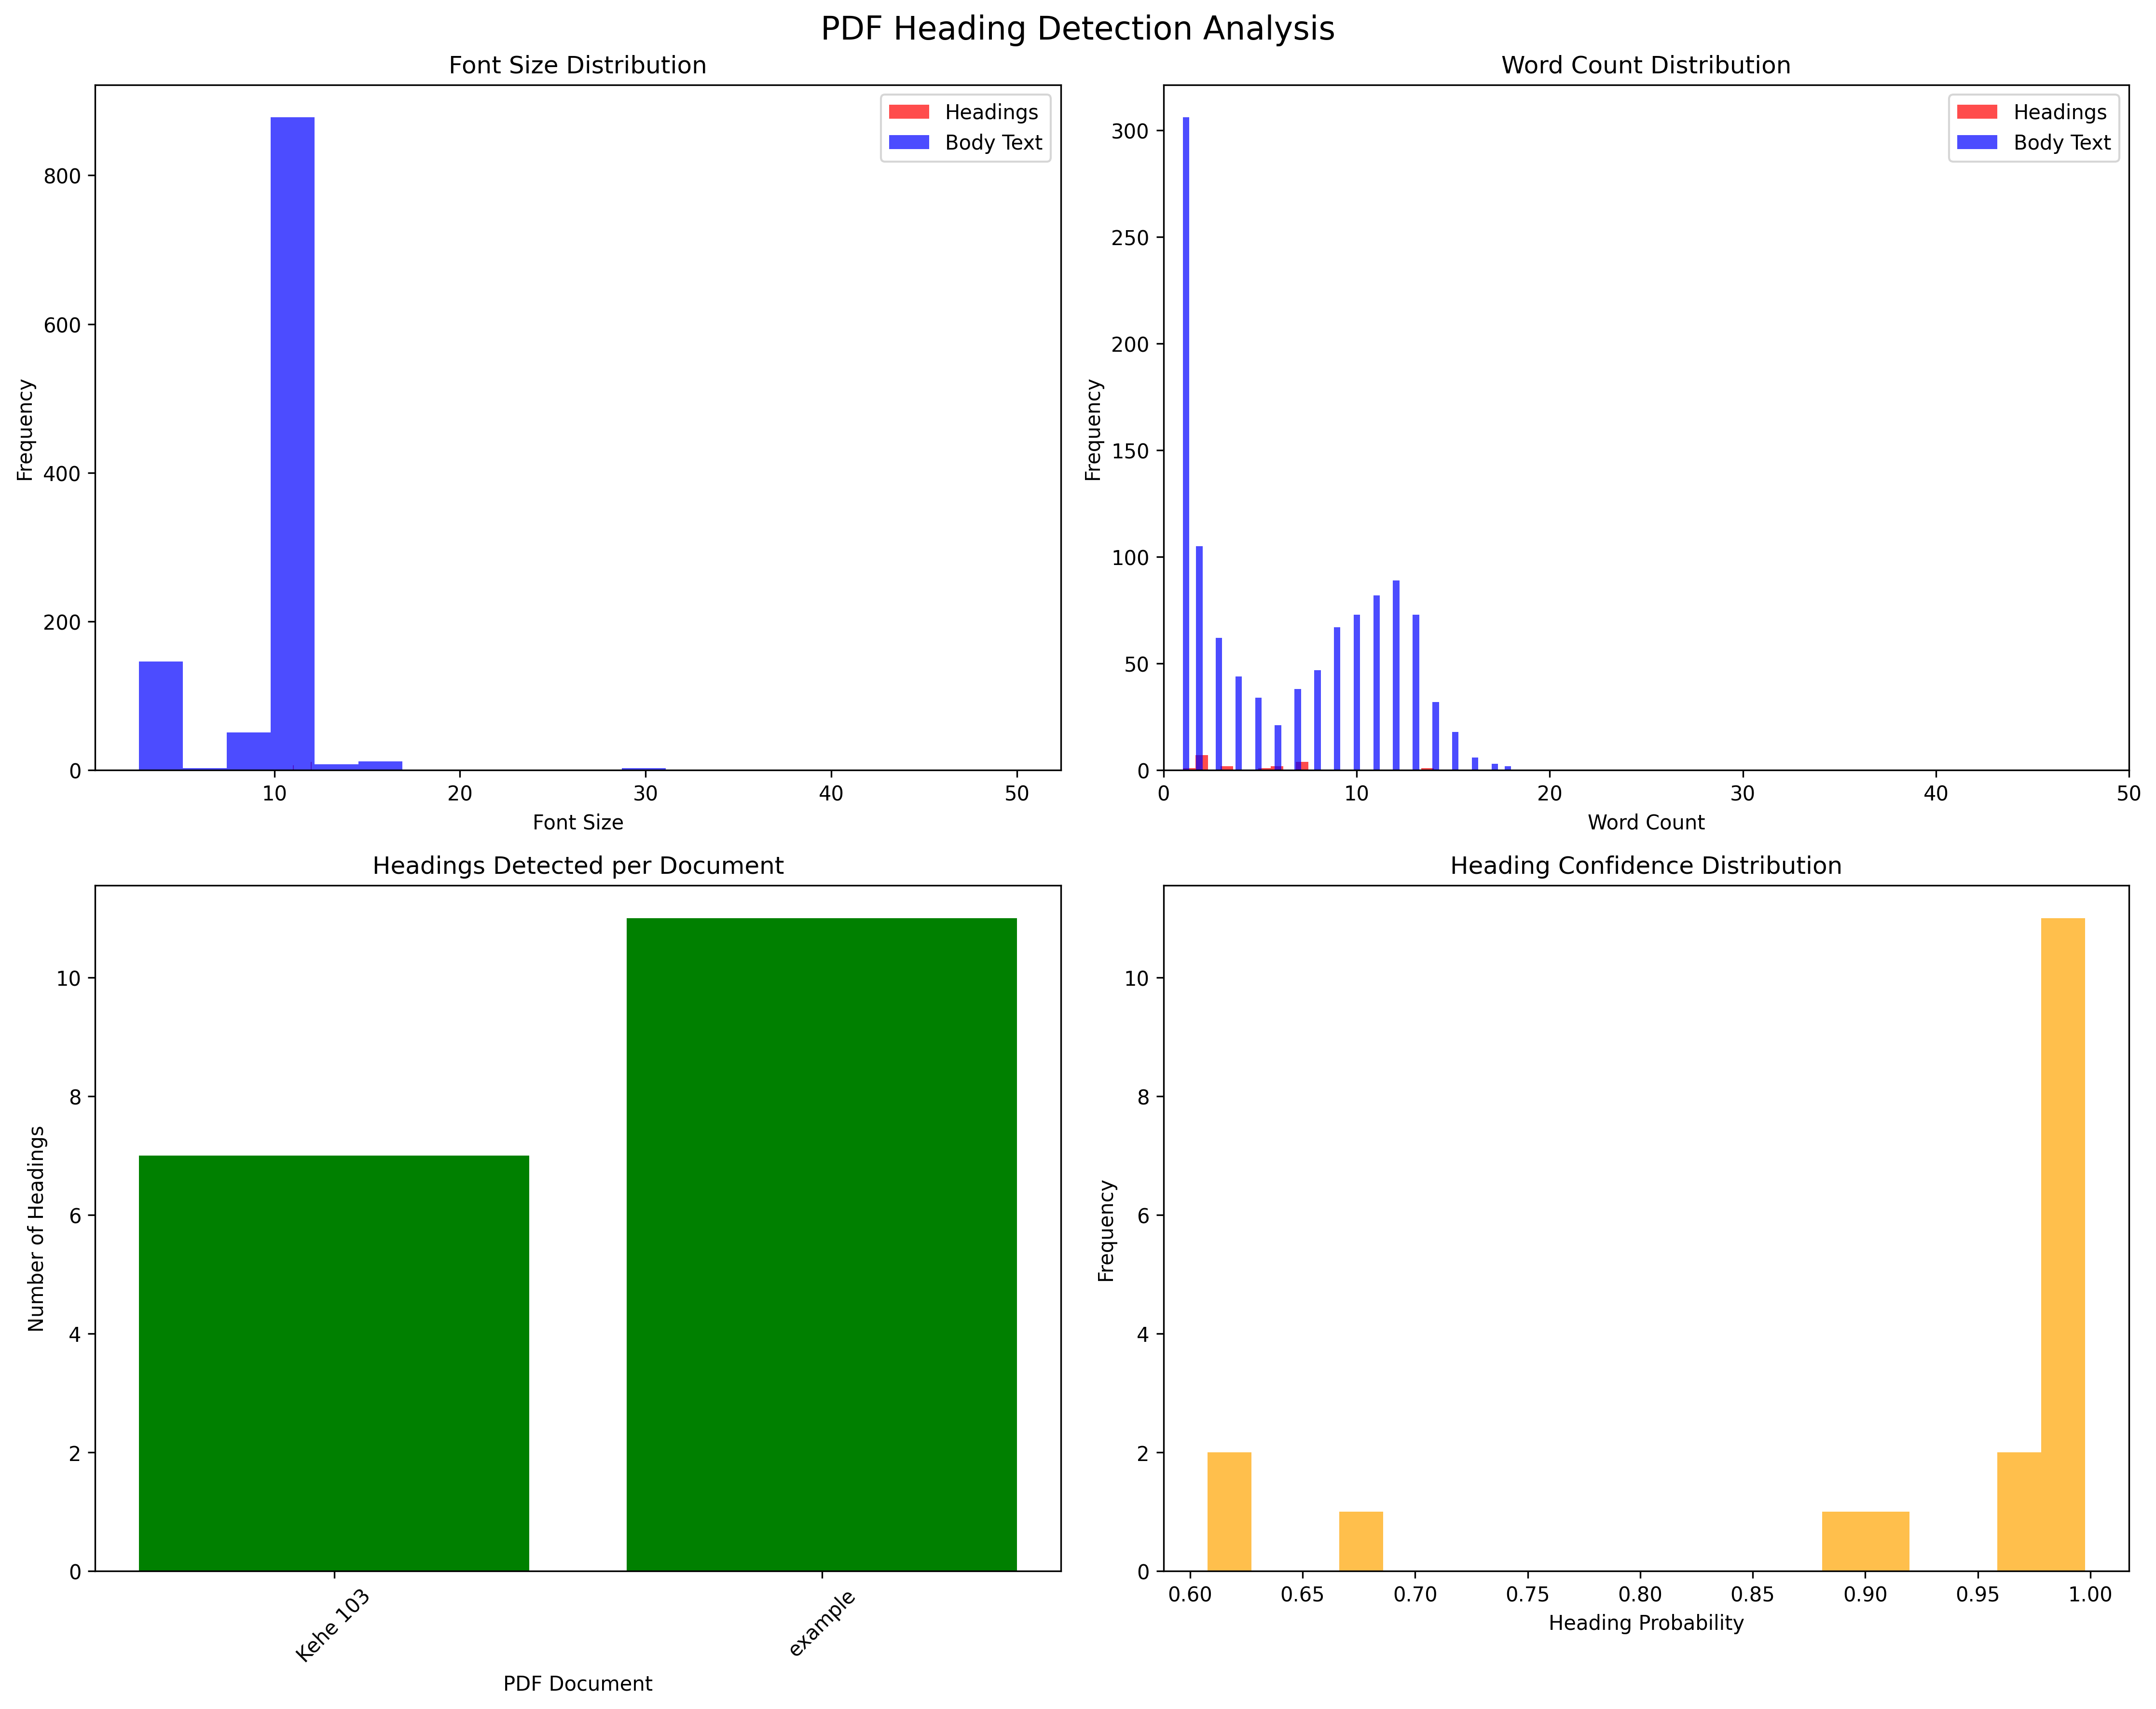 PDF Heading Detection Analysis
Font Size Distribution
Headings
Body Text
Frequency
800
600
400
200
0
10
20
30
40
50
Font Size
Word Count Distribution
Headings
Body Text
Frequency
300
250
200
150
100
50
0
0
10
20
30
40
50
Word Count
Headings Detected per Document
Number of Headings
10
8
6
4
2
0
Kehe 103
example
PDF Document
Heading Confidence Distribution
Frequency
10
8
6
4
2
0
0.60
0.65
0.70
0.75
0.80
0.85
0.90
0.95
1.00
Heading Probability